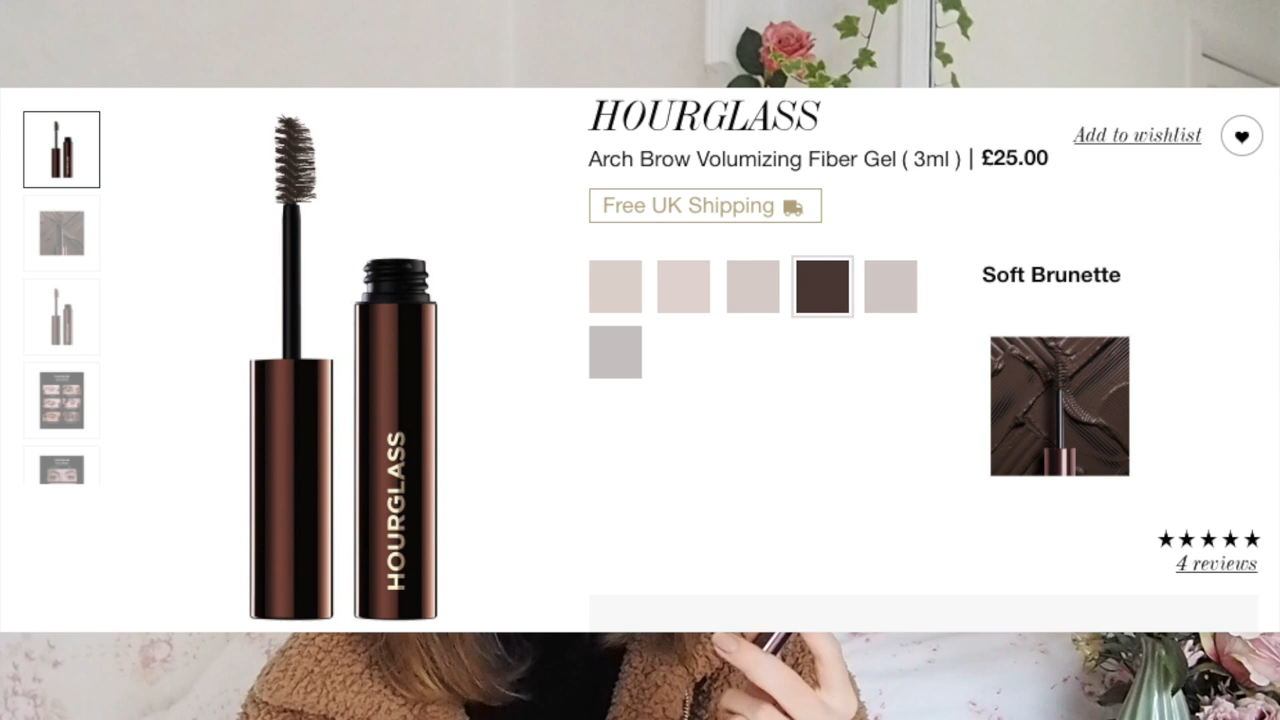 HOURGLASS
Arch Brow Volumizing Fiber Gel ( 3ml ) | £25.00
Add to wishlist
Free UK Shipping
Soft Brunette
HOURGLASS
4 reviews